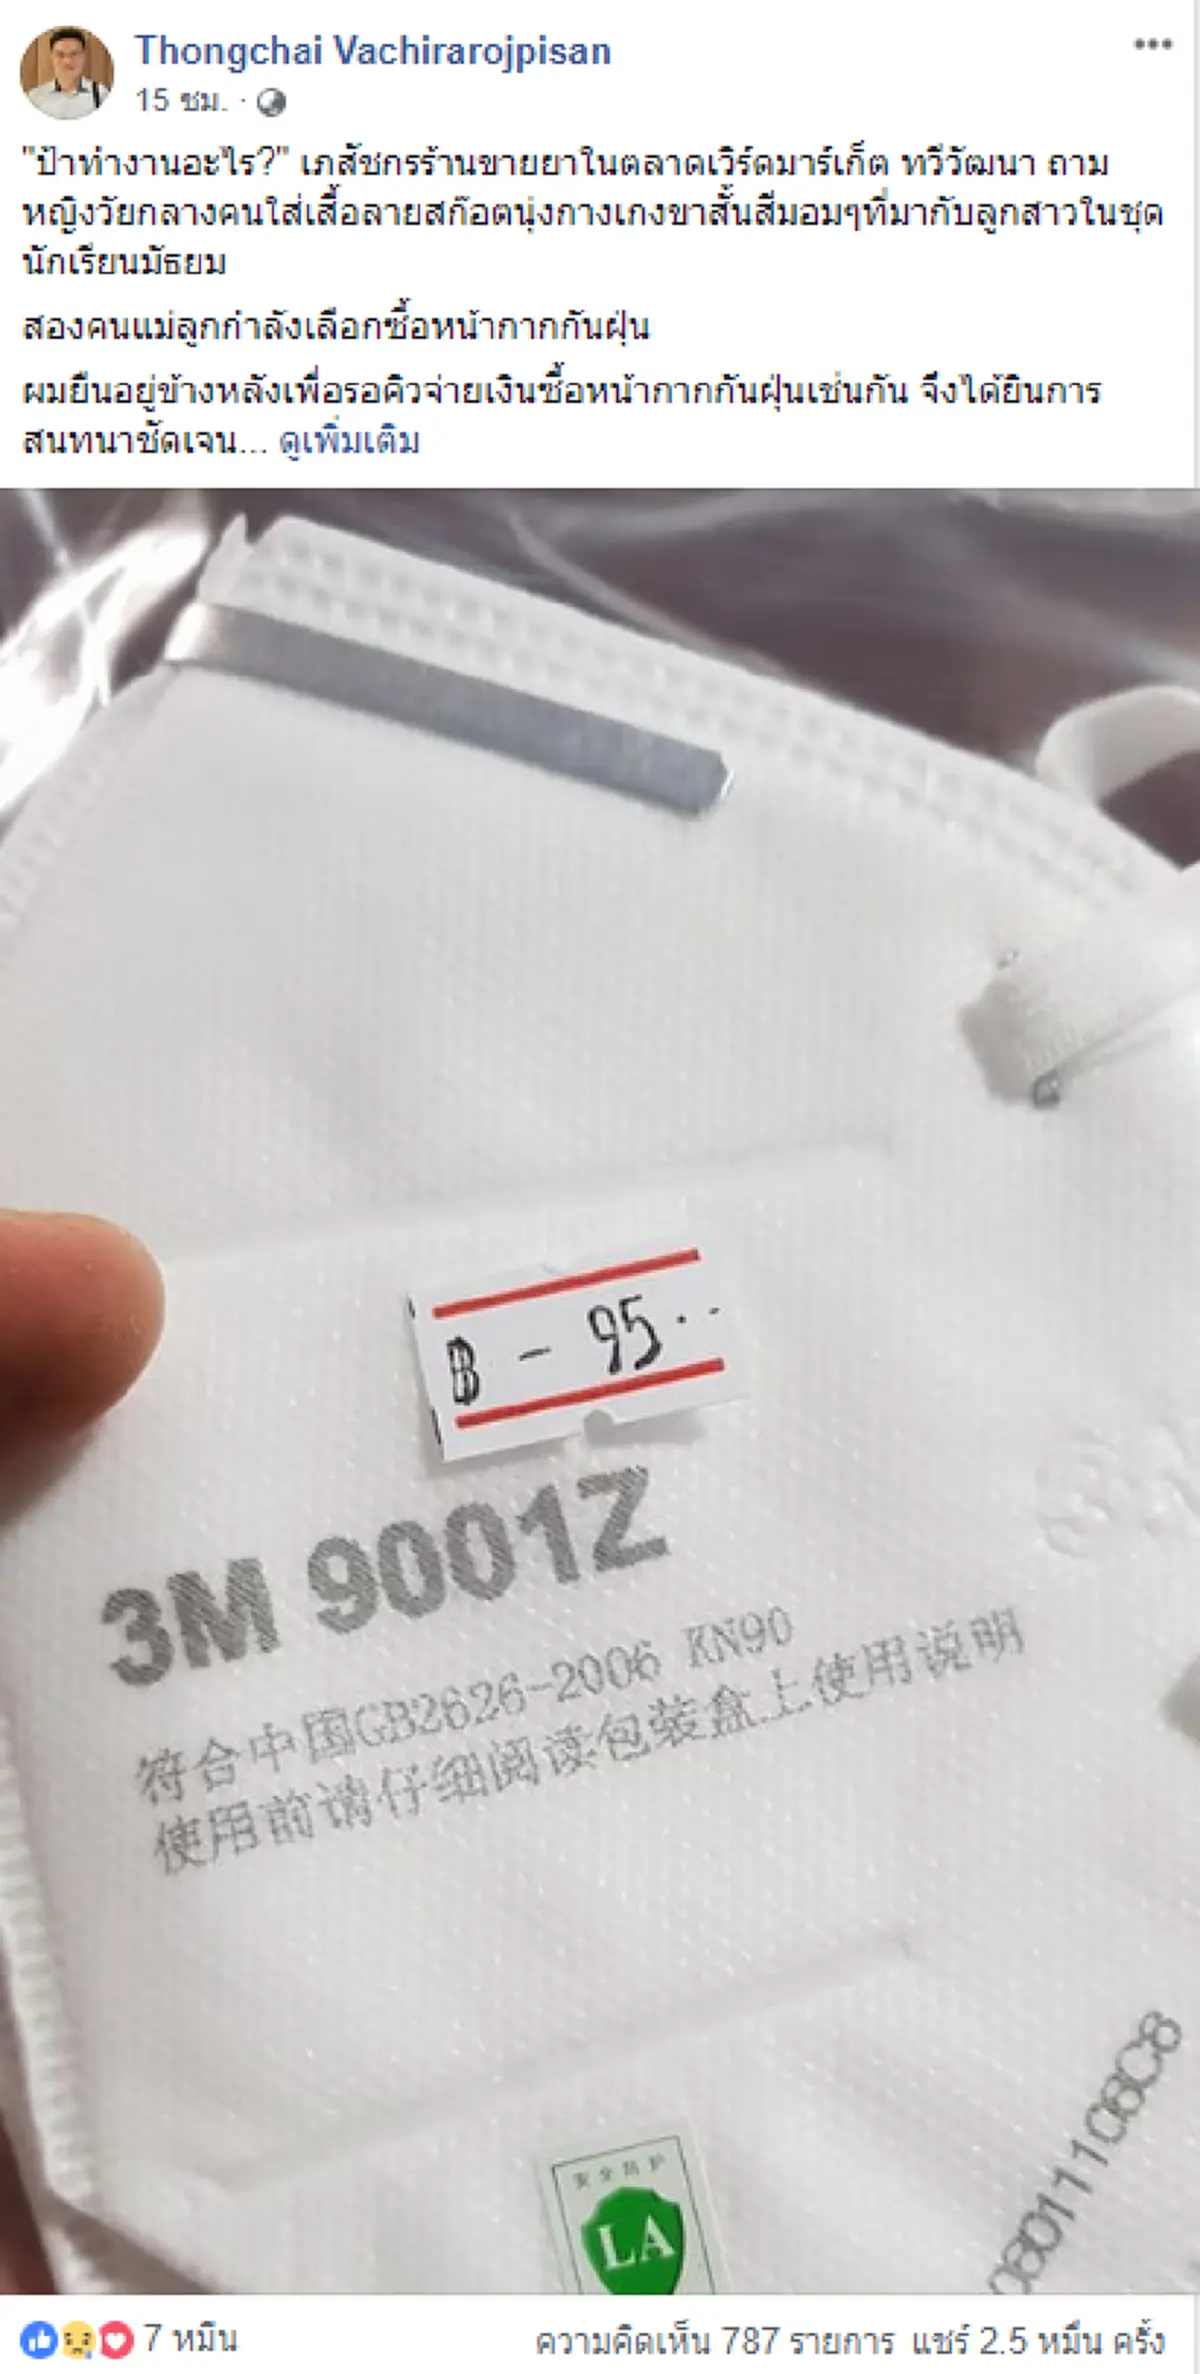 Thongchai Vachirarojpisan
15 ชม. ·
"ป้าทำงานอะไร?" เภสัชกรร้านขายยาในตลาดเวิร์ดมาร์เก็ต ทวีวัฒนา ถาม
หญิงวัยกลางคนใส่เสื้อลายสก๊อตนุ่งกางเกงขาสั้นสีมอมๆที่มากับลูกสาวในชุด
นักเรียนมัธยม
สองคนแม่ลูกกำลังเลือกซื้อหน้ากากกันฝุ่น
ผมยืนอยู่ข้างหลังเพื่อรอคิวจ่ายเงินซื้อหน้ากากกันฝุ่นเช่นกัน จึงได้ยินการ
สนทนาชัดเจน... ดูเพิ่มเติม
฿ - 95.--
3M 9001Z
符合中国GB2626-2006 KN90
使用前请仔细阅读包装盒上使用说明
安全防护
LA
7 หมื่น
ความคิดเห็น 787 รายการ แชร์ 2.5 หมื่น ครั้ง